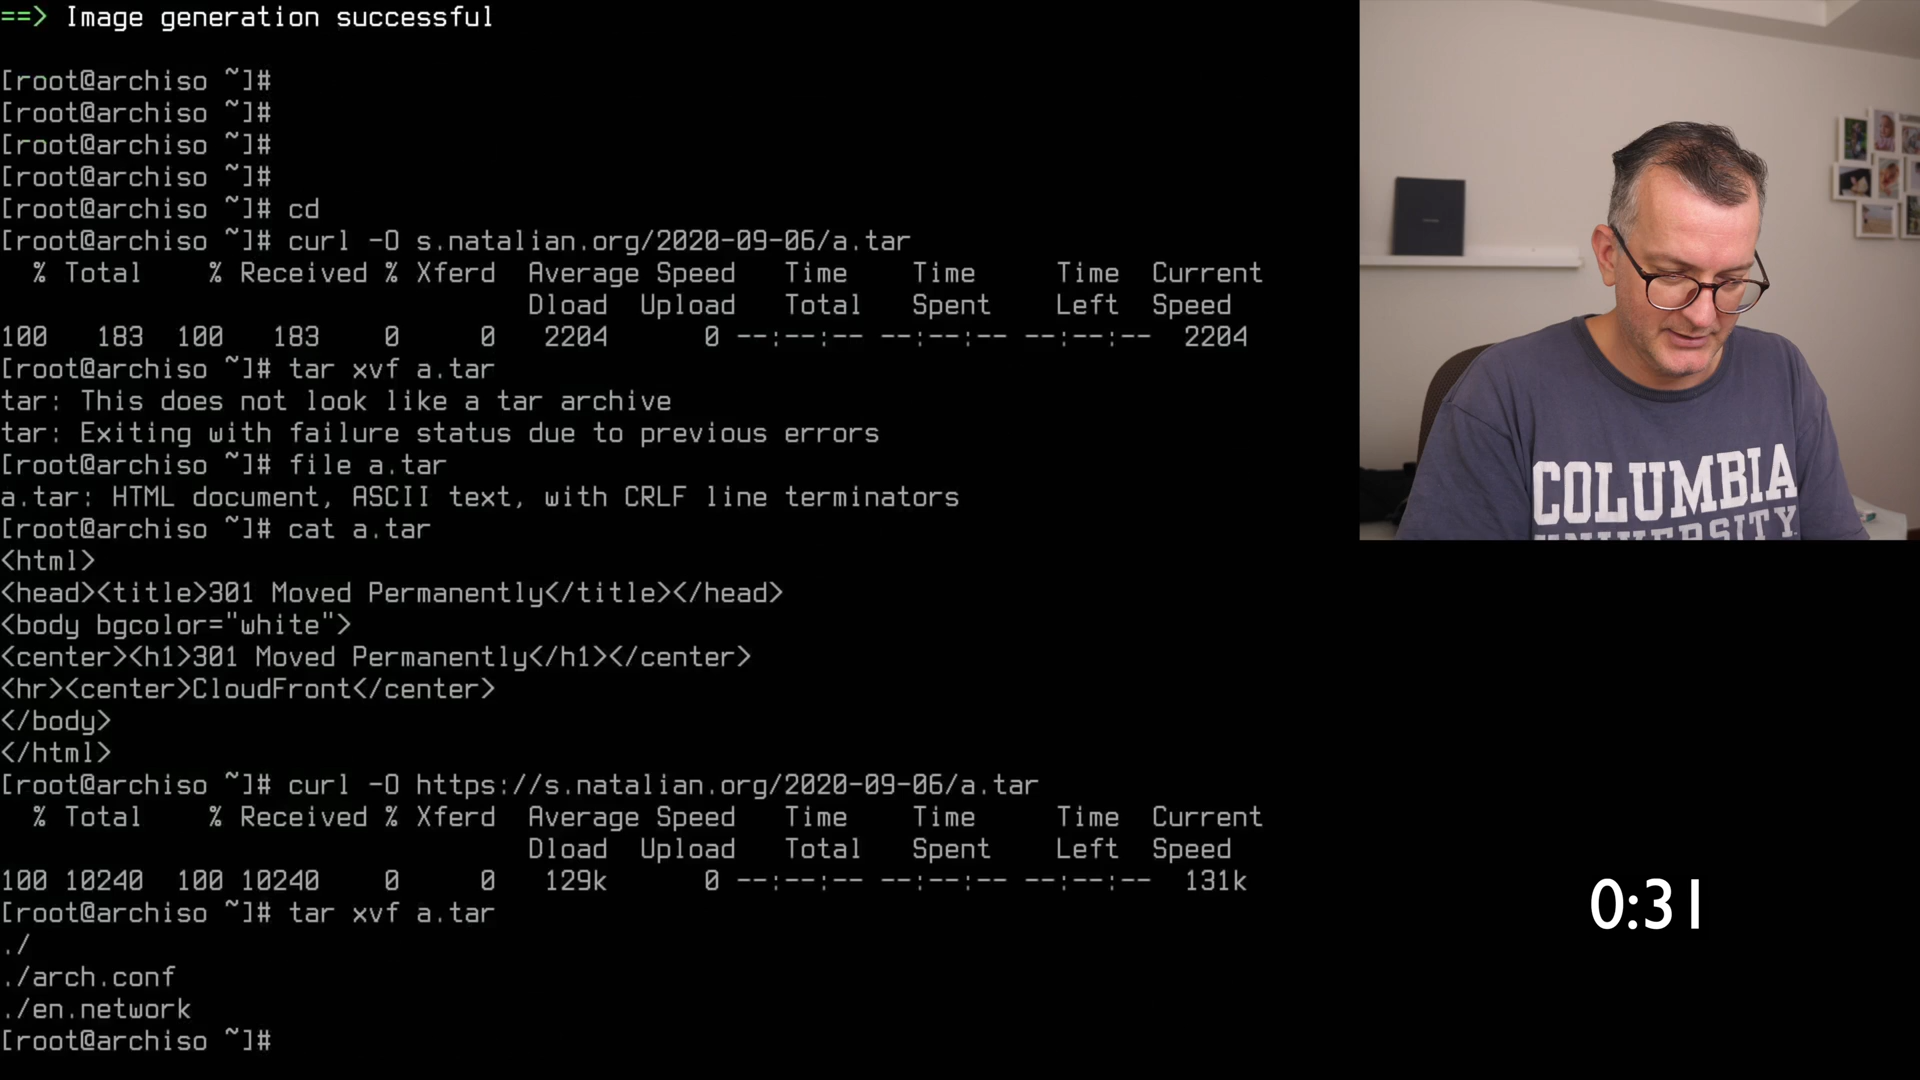 ==> Image generation successful
[root@archiso ~]#
[root@archiso ~]#
[root@archiso ~]#
[root@archiso ~]#
[root@archiso ~]# cd
[root@archiso ~]# curl -O s.natalian.org/2020-09-06/a.tar
% Total % Received % Xferd Average Speed Time Time Time Current
Dload Upload Total Spent Left Speed
100 183 100 183 0 0 2204 0 --:--:-- --:--:-- --:--:-- 2204
[root@archiso ~]# tar xvf a.tar
tar: This does not look like a tar archive
tar: Exiting with failure status due to previous errors
[root@archiso ~]# file a.tar
a.tar: HTML document, ASCII text, with CRLF line terminators
[root@archiso ~]# cat a.tar
<html>
<head><title>301 Moved Permanently</title></head>
<body bgcolor="white">
<center><h1>301 Moved Permanently</h1></center>
<hr><center>CloudFront</center>
</body>
</html>
[root@archiso ~]# curl -O https://s.natalian.org/2020-09-06/a.tar
% Total % Received % Xferd Average Speed Time Time Time Current
Dload Upload Total Spent Left Speed
100 10240 100 10240 0 0 129k 0 --:--:-- --:--:-- --:--:-- 131k
[root@archiso ~]# tar xvf a.tar
./
./arch.conf
./en.network
[root@archiso ~]#
COLUMBIA
UNIVERSITY
0:31